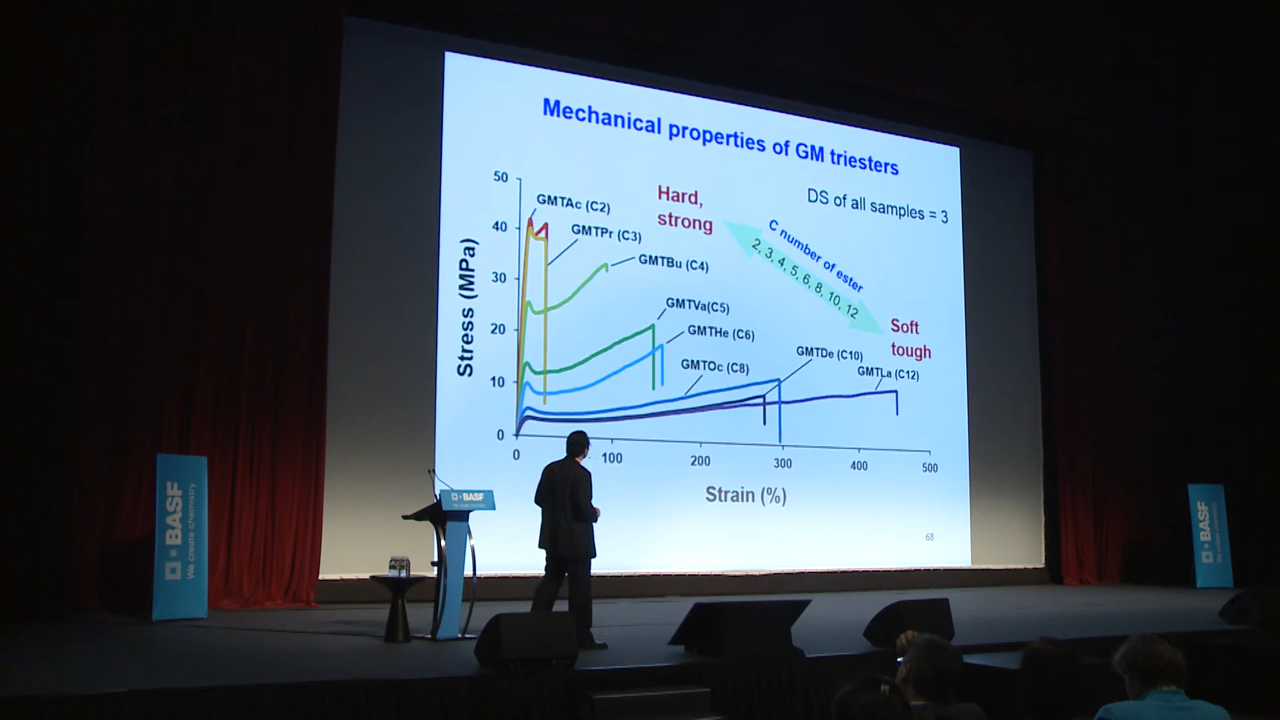 Mechanical properties of GM triesters
DS of all samples = 3
Hard,
strong
C number of ester
2, 3, 4, 5, 6, 8, 10, 12
Soft
tough
Stress (MPa)
50
40
30
20
10
0
GMTAc (C2)
GMTPr (C3)
GMTBu (C4)
GMTVa(C5)
GMTHe (C6)
GMTOc (C8)
GMTDe (C10)
GMTLa (C12)
0
100
200
300
400
500
Strain (%)
68
BASF
We create chemistry
BASF
We create chemistry
BASF
We create chemistry